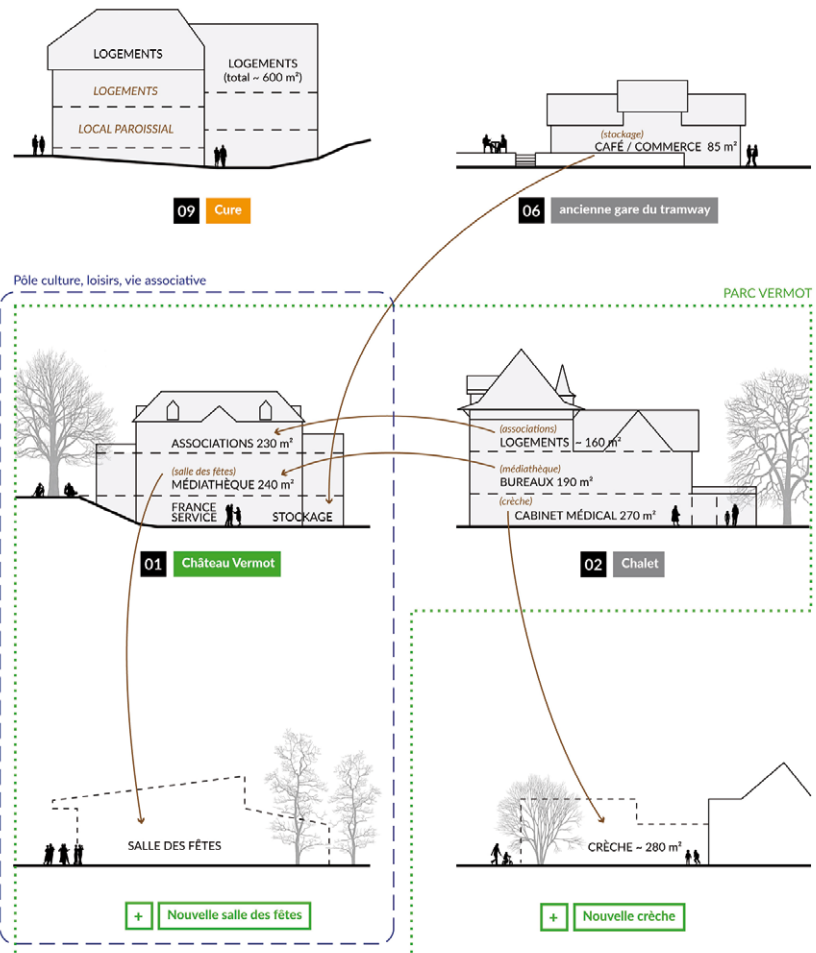 LOGEMENTS
LOGEMENTS
(total ~ 600 m²)
LOGEMENTS
LOCAL PAROISSIAL
09 Cure
(stockage)
CAFÉ / COMMERCE 85 m²
06 ancienne gare du tramway
Pôle culture, loisirs, vie associative
PARC VERMOT
ASSOCIATIONS 230 m²
(salle des fêtes)
MÉDIATHÈQUE 240 m²
FRANCE
SERVICE
STOCKAGE
01 Château Vermot
(associations)
LOGEMENTS ~ 160 m²
(médiathèque)
BUREAUX 190 m²
(crèche)
CABINET MÉDICAL 270 m²
02 Chalet
SALLE DES FÊTES
+ Nouvelle salle des fêtes
CRÈCHE ~ 280 m²
+ Nouvelle crèche